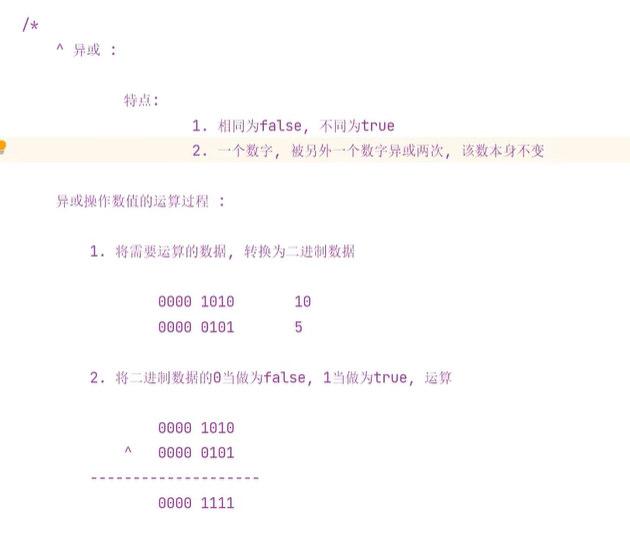 /*
^ 异或 :
特点:
1. 相同为false, 不同为true
2. 一个数字, 被另外一个数字异或两次, 该数本身不变
异或操作数值的运算过程 :
1. 将需要运算的数据, 转换为二进制数据
0000 1010 10
0000 0101 5
2. 将二进制数据的0当做为false, 1当做为true, 运算
0000 1010
^ 0000 0101
--------------------
0000 1111